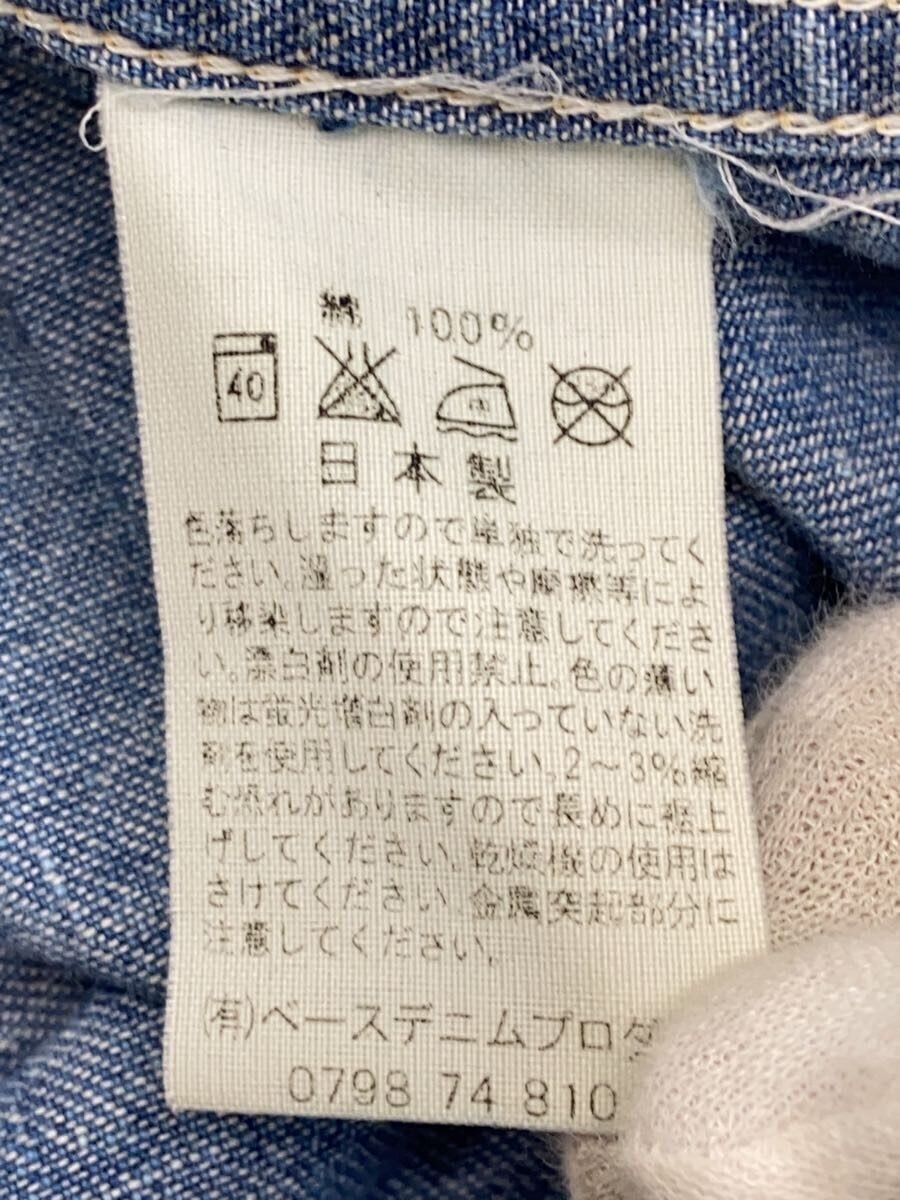 綿 100%
40
日本製
色落ちしますので単独で洗ってく
ださい。湿った状態や摩擦等によ
り移染しますので注意してくださ
い。漂白剤の使用禁止。色の薄い
物は蛍光増白剤の入っていない洗
剤を使用してください。2～3%縮
む恐れがありますので長めに裾上
げしてください。乾燥機の使用は
さけてください。金属突起部分に
注意してください。
(有)ベースデニムプロダ
0798 74 810